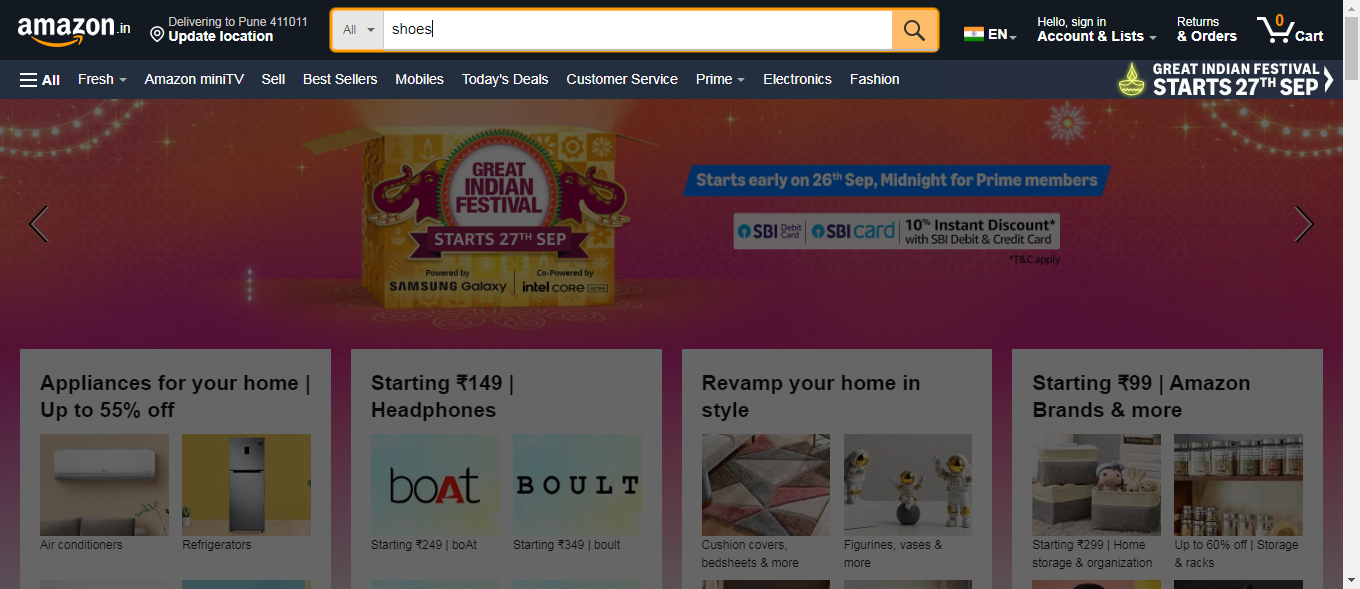 amazon.in
Delivering to Pune 411011
Update location
All
shoes
EN
Hello, sign in
Account & Lists
Returns
& Orders
0
Cart
All
Fresh
Amazon miniTV
Sell
Best Sellers
Mobiles
Today's Deals
Customer Service
Prime
Electronics
Fashion
GREAT INDIAN FESTIVAL
STARTS 27TH SEP
GREAT
INDIAN
FESTIVAL
STARTS 27TH SEP
Powered by
SAMSUNG Galaxy
Co-Powered by
intel CORE ULTRA
Starts early on 26th Sep, Midnight for Prime members
SBI Debit Card
SBI card
10% Instant Discount*
with SBI Debit & Credit Card
*T&C apply
Appliances for your home |
Up to 55% off
Air conditioners
Refrigerators
Starting ₹149 |
Headphones
boAt
BOULT
Starting ₹249 | boAt
Starting ₹349 | boult
Revamp your home in
style
Cushion covers,
bedsheets & more
Figurines, vases &
more
Starting ₹99 | Amazon
Brands & more
Starting ₹299 | Home
storage & organization
Up to 60% off | Storage
& racks